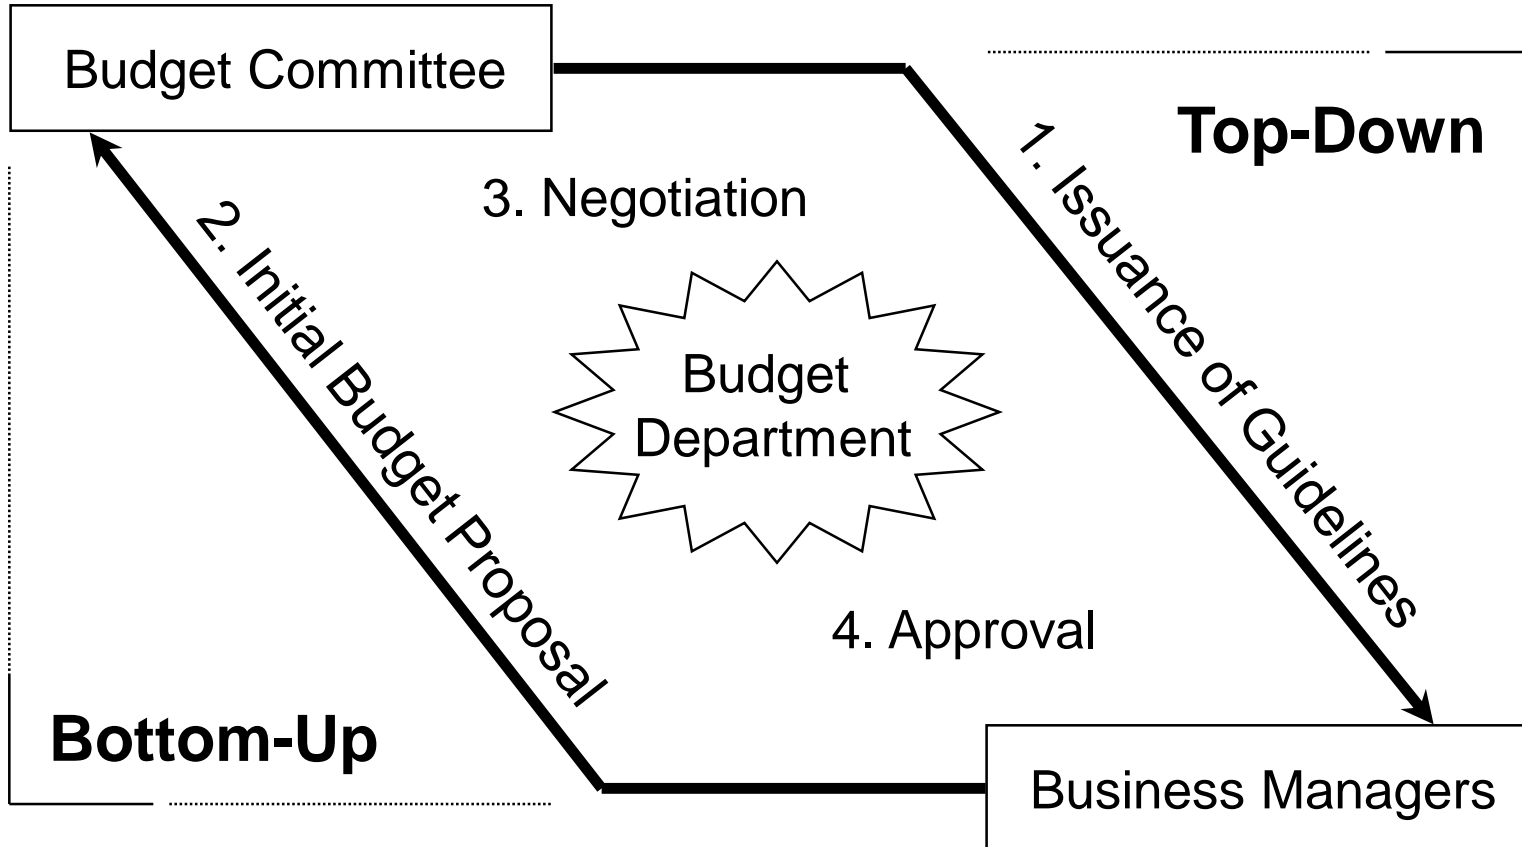 Budget Committee
Top-Down
1. Issuance of Guidelines
3. Negotiation
2. Initial Budget Proposal
Budget
Department
4. Approval
Bottom-Up
Business Managers